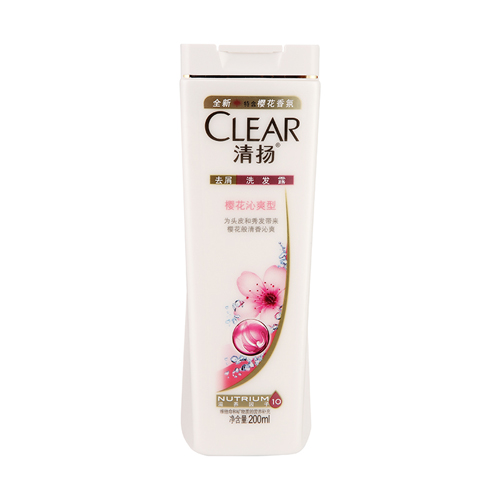 全新 特含樱花香氛
CLEAR
清扬®
去屑 洗发露
樱花沁爽型
为头皮和秀发带来
樱花般清香沁爽
NUTRIUM 10
净含量200ml